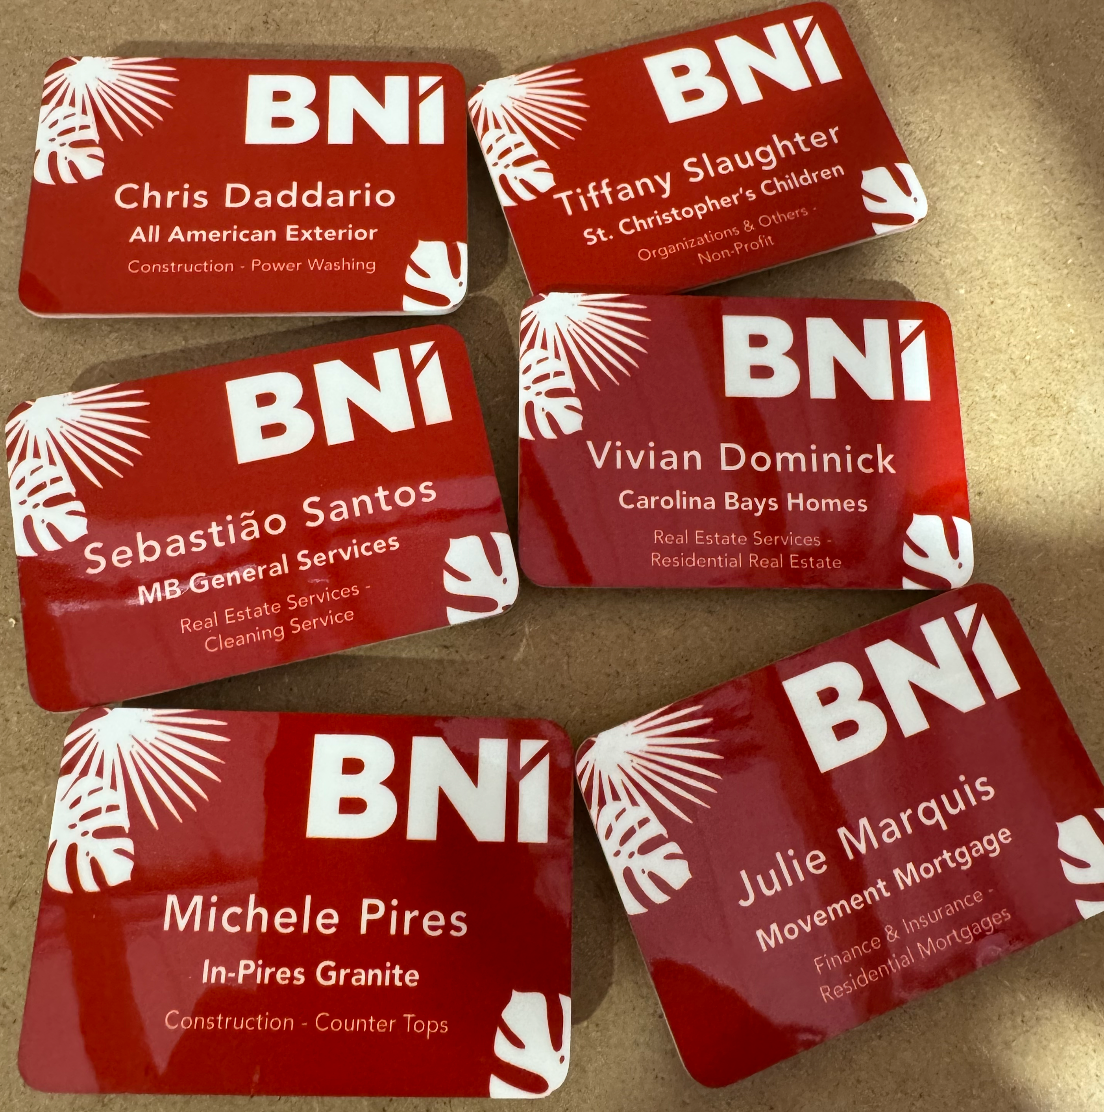 BNI
Chris Daddario
All American Exterior
Construction - Power Washing
BNI
Tiffany Slaughter
St. Christopher's Children
Organizations & Others -
Non-Profit
BNI
Sebastião Santos
MB General Services
Real Estate Services -
Cleaning Service
BNI
Vivian Dominick
Carolina Bays Homes
Real Estate Services -
Residential Real Estate
BNI
Michele Pires
In-Pires Granite
Construction - Counter Tops
BNI
Julie Marquis
Movement Mortgage
Finance & Insurance -
Residential Mortgages